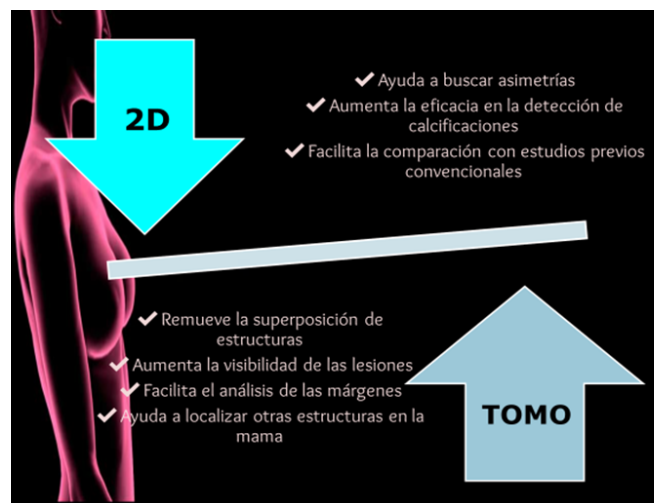 2D
✓ Ayuda a buscar asimetrías
✓ Aumenta la eficacia en la detección de
calcificaciones
✓ Facilita la comparación con estudios previos
convencionales
✓ Remueve la superposición de
estructuras
✓ Aumenta la visibilidad de las lesiones
✓ Facilita el análisis de las márgenes
✓ Ayuda a localizar otras estructuras en la
mama
TOMO